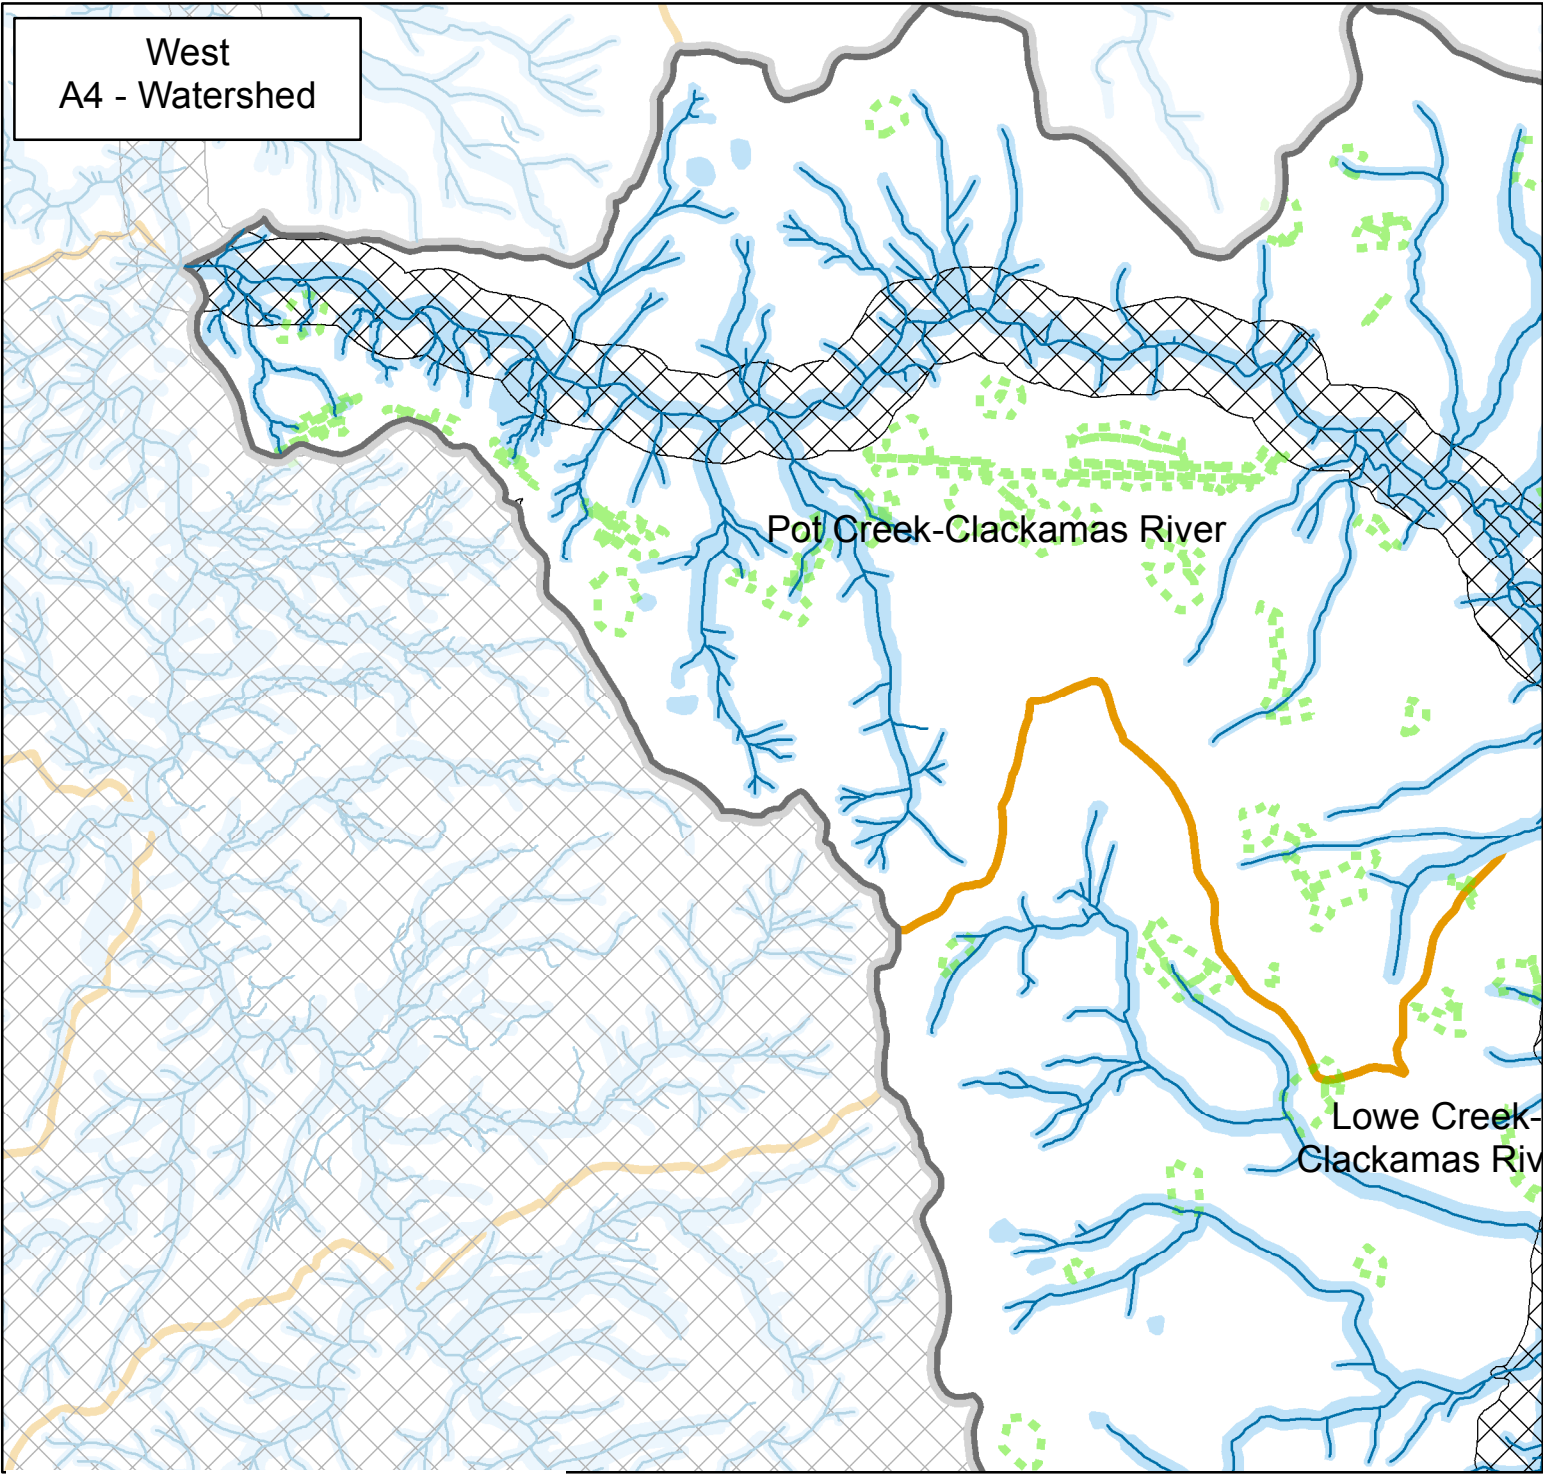 West
A4 - Watershed
Pot Creek-Clackamas River
Lowe Creek-
Clackamas Riv